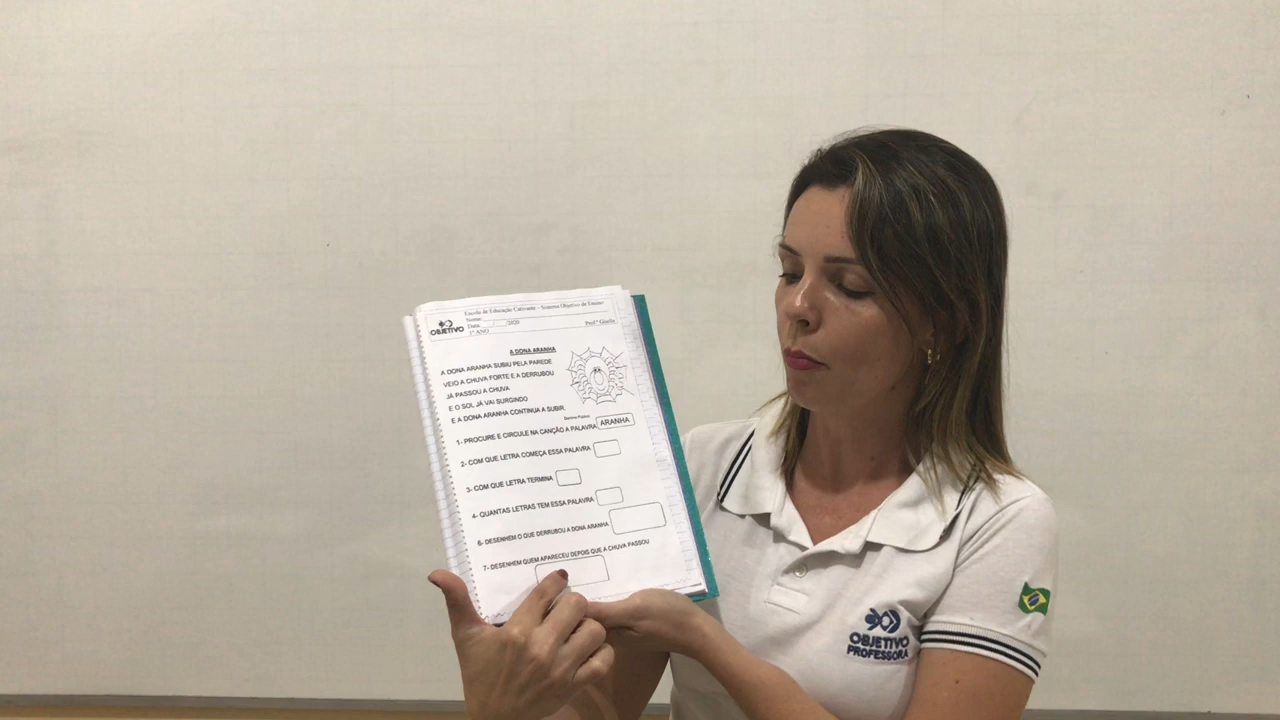 Escola de Educação Cativante - Sistema Objetivo de Ensino
OBJETIVO
Nome:
Data: ___/___/2020
1º ANO
Prof.ª Gisela
A DONA ARANHA
A DONA ARANHA SUBIU PELA PAREDE
VEIO A CHUVA FORTE E A DERRUBOU
JÁ PASSOU A CHUVA
E O SOL JÁ VAI SURGINDO
E A DONA ARANHA CONTINUA A SUBIR.
1- PROCURE E CIRCULE NA CANÇÃO A PALAVRA ARANHA
2- COM QUE LETRA COMEÇA ESSA PALAVRA
3- COM QUE LETRA TERMINA
4- QUANTAS LETRAS TEM ESSA PALAVRA
6- DESENHEM O QUE DERRUBOU A DONA ARANHA
7- DESENHEM QUEM APARECEU DEPOIS QUE A CHUVA PASSOU
OBJETIVO
PROFESSORA